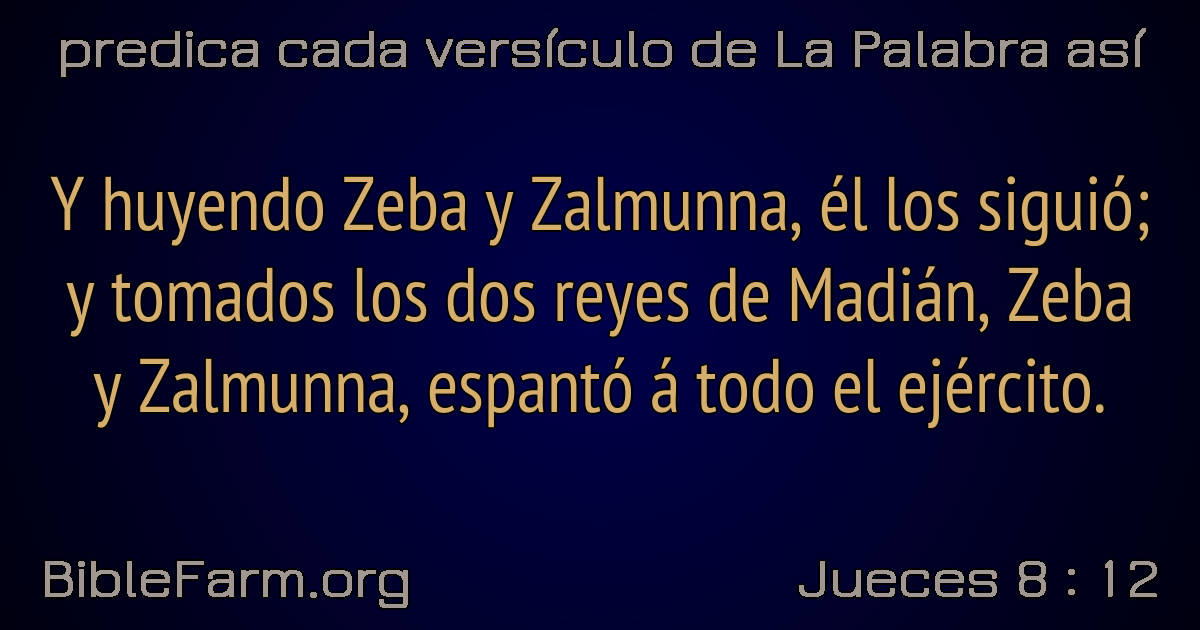 predica cada versículo de La Palabra así
Y huyendo Zeba y Zalmunna, él los siguió;
y tomados los dos reyes de Madián, Zeba
y Zalmunna, espantó á todo el ejército.
BibleFarm.org
Jueces 8 : 12